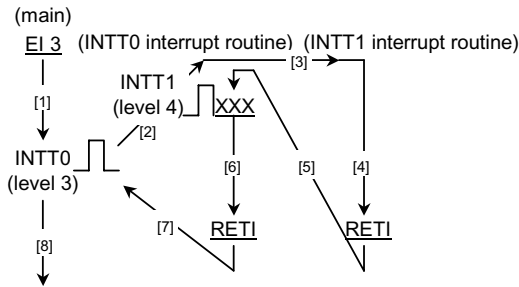 (main)
EI 3 (INTT0 interrupt routine) (INTT1 interrupt routine)
[3]
INTT1
(level 4) XXX
[1]
[2]
INTT0
(level 3)
[6] [5] [4]
[7] RETI RETI
[8]